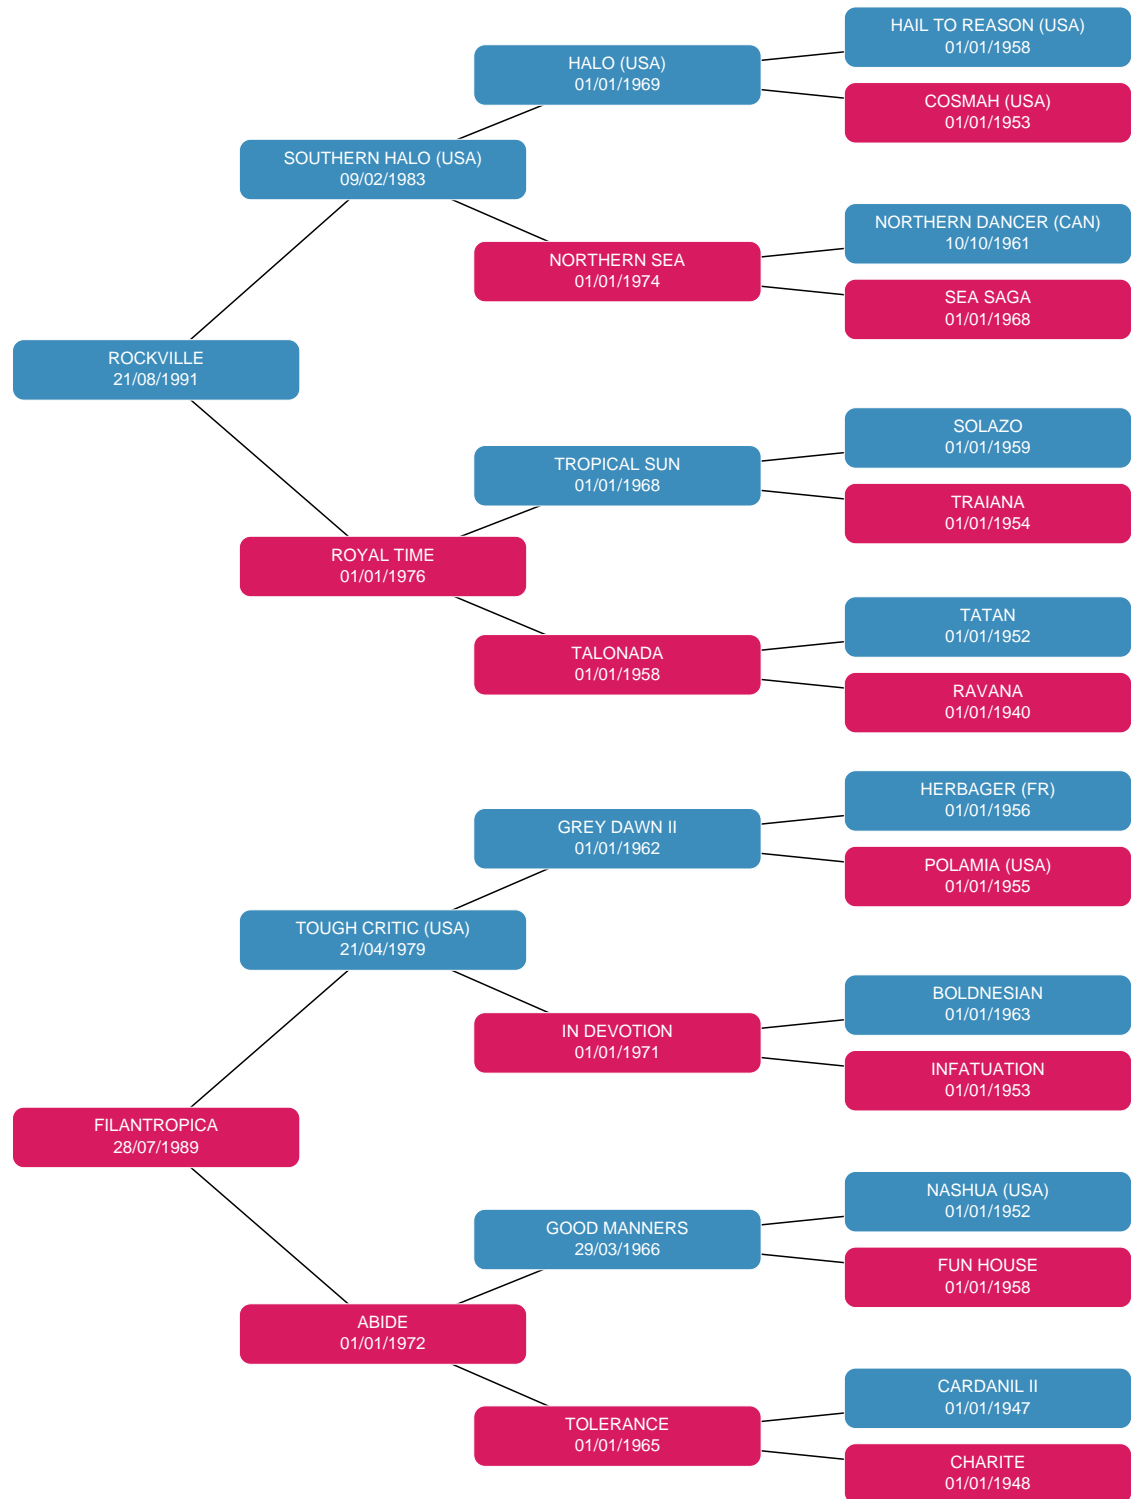 HAIL TO REASON (USA)
01/01/1958
HALO (USA)
01/01/1969
COSMAH (USA)
01/01/1953
SOUTHERN HALO (USA)
09/02/1983
NORTHERN DANCER (CAN)
10/10/1961
NORTHERN SEA
01/01/1974
SEA SAGA
01/01/1968
ROCKVILLE
21/08/1991
SOLAZO
01/01/1959
TROPICAL SUN
01/01/1968
TRAIANA
01/01/1954
ROYAL TIME
01/01/1976
TATAN
01/01/1952
TALONADA
01/01/1958
RAVANA
01/01/1940
HERBAGER (FR)
01/01/1956
GREY DAWN II
01/01/1962
POLAMIA (USA)
01/01/1955
TOUGH CRITIC (USA)
21/04/1979
BOLDNESIAN
01/01/1963
IN DEVOTION
01/01/1971
INFATUATION
01/01/1953
FILANTROPICA
28/07/1989
NASHUA (USA)
01/01/1952
GOOD MANNERS
29/03/1966
FUN HOUSE
01/01/1958
ABIDE
01/01/1972
CARDANIL II
01/01/1947
TOLERANCE
01/01/1965
CHARITE
01/01/1948